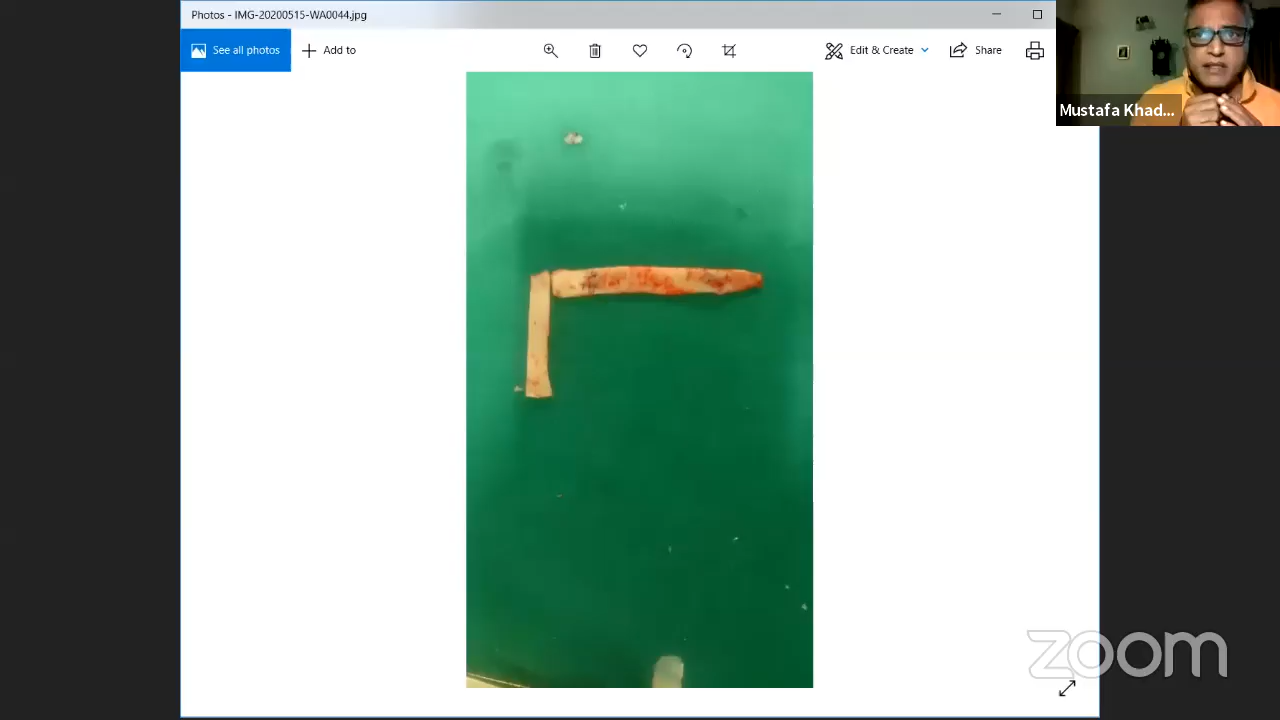 Photos - IMG-20200515-WA0044.jpg
See all photos
Add to
Edit & Create
Share
Mustafa Khad...
zoom